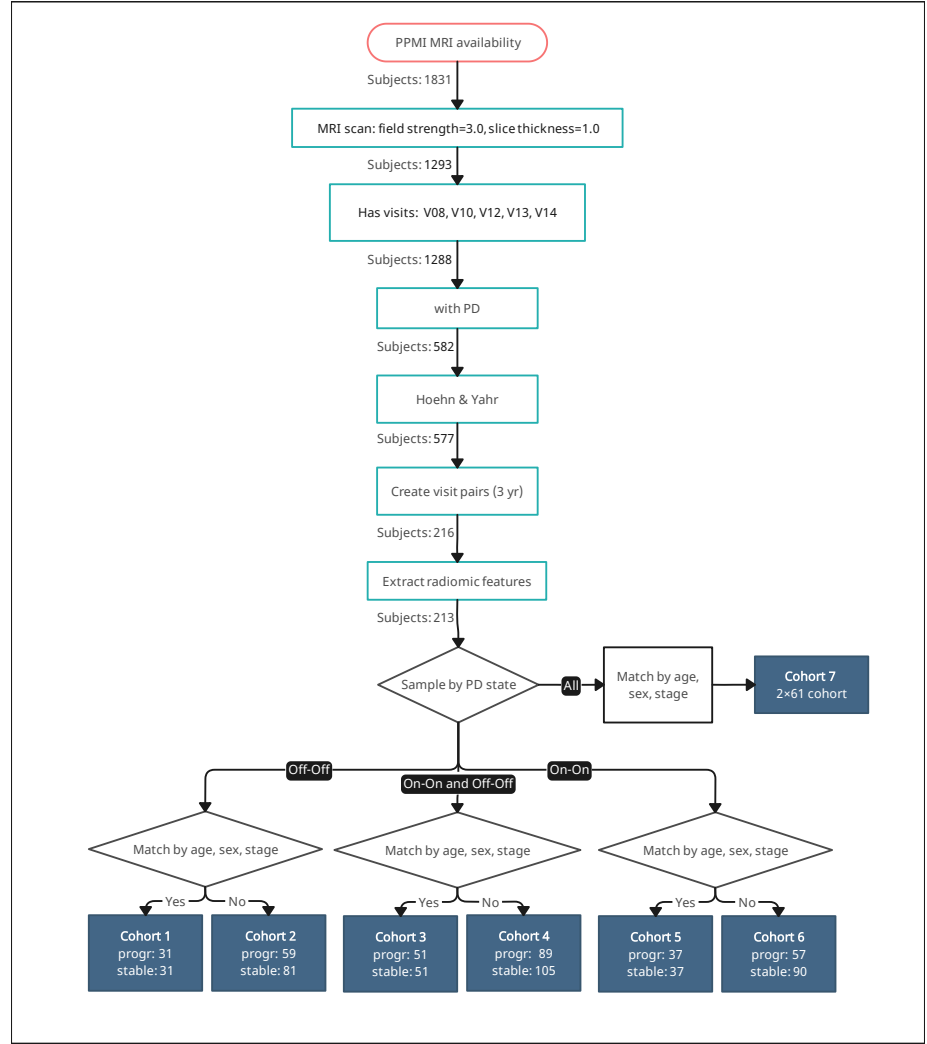 PPMI MRI availability
Subjects: 1831
MRI scan: field strength=3.0, slice thickness=1.0
Subjects: 1293
Has visits: V08, V10, V12, V13, V14
Subjects: 1288
with PD
Subjects: 582
Hoehn & Yahr
Subjects: 577
Create visit pairs (3 yr)
Subjects: 216
Extract radiomic features
Subjects: 213
Sample by PD state
All
Match by age,
sex, stage
Cohort 7
2×61 cohort
Off-Off
On-On and Off-Off
On-On
Match by age, sex, stage
Match by age, sex, stage
Match by age, sex, stage
Yes
No
Yes
No
Yes
No
Cohort 1
progr: 31
stable: 31
Cohort 2
progr: 59
stable: 81
Cohort 3
progr: 51
stable: 51
Cohort 4
progr: 89
stable: 105
Cohort 5
progr: 37
stable: 37
Cohort 6
progr: 57
stable: 90